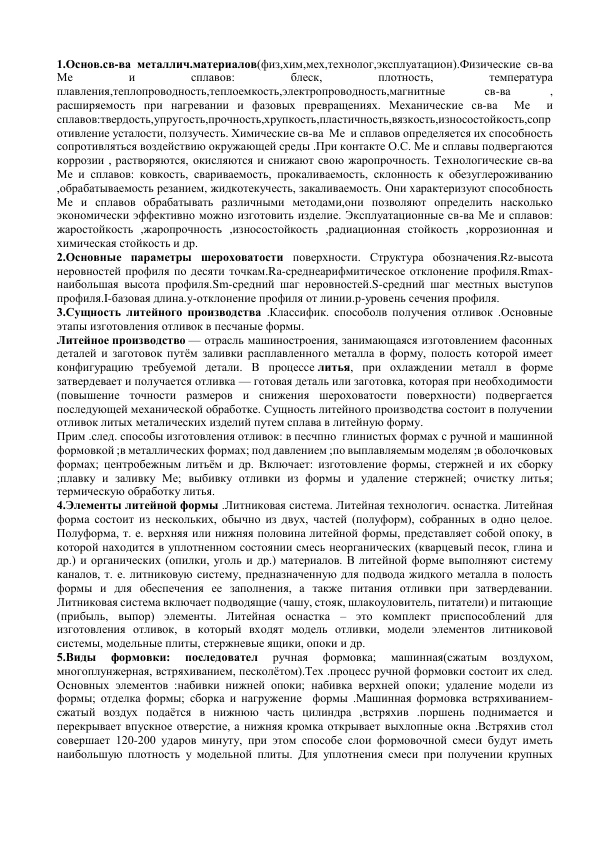 1.Основ.св-ва металлич.материалов(физ,хим,мех,технолог,эксплуатацион).Физические св-ва
Ме и сплавов: блеск, плотность, температура
плавления,теплопроводность,теплоемкость,электропроводность,магнитные св-ва ,
расширяемость при нагревании и фазовых превращениях. Механические св-ва Ме и
сплавов:твердость,упругость,прочность,хрупкость,пластичность,вязкость,износостойкость,сопр
отивление усталости, ползучесть. Химические св-ва Ме и сплавов определяется их способность
сопротивляться воздействию окружающей среды .При контакте О.С. Ме и сплавы подвергаются
коррозии , растворяются, окисляются и снижают свою жаропрочность. Технологические св-ва
Ме и сплавов: ковкость, свариваемость, прокаливаемость, склонность к обезуглероживанию
,обрабатываемость резанием, жидкотекучесть, закаливаемость. Они характеризуют способность
Ме и сплавов обрабатывать различными методами,они позволяют определить насколько
экономически эффективно можно изготовить изделие. Эксплуатационные св-ва Ме и сплавов:
жаростойкость ,жаропрочность ,износостойкость ,радиационная стойкость ,коррозионная и
химическая стойкость и др.
2.Основные параметры шероховатости поверхности. Структура обозначения.Rz-высота
неровностей профиля по десяти точкам.Ra-среднеарифмитическое отклонение профиля.Rmax-
наибольшая высота профиля.Sm-средний шаг неровностей.S-средний шаг местных выступов
профиля.I-базовая длина.y-отклонение профиля от линии.p-уровень сечения профиля.
3.Сущность литейного производства .Классифик. способолв получения отливок .Основные
этапы изготовления отливок в песчаные формы.
Литейное производство — отрасль машиностроения, занимающаяся изготовлением фасонных
деталей и заготовок путём заливки расплавленного металла в форму, полость которой имеет
конфигурацию требуемой детали. В процессе литья, при охлаждении металл в форме
затвердевает и получается отливка — готовая деталь или заготовка, которая при необходимости
(повышение точности размеров и снижения шероховатости поверхности) подвергается
последующей механической обработке. Сущность литейного производства состоит в получении
отливок литых металических изделий путем сплава в литейную форму.
Прим .след. способы изготовления отливок: в песчпно глинистых формах с ручной и машинной
формовкой ;в металлических формах; под давлением ;по выплавляемым моделям ;в оболочковых
формах; центробежным литьём и др. Включает: изготовление формы, стержней и их сборку
;плавку и заливку Ме; выбивку отливки из формы и удаление стержней; очистку литья;
термическую обработку литья.
4.Элементы литейной формы .Литниковая система. Литейная технологич. оснастка. Литейная
форма состоит из нескольких, обычно из двух, частей (полуформ), собранных в одно целое.
Полуформа, т. е. верхняя или нижняя половина литейной формы, представляет собой опоку, в
которой находится в уплотненном состоянии смесь неорганических (кварцевый песок, глина и
др.) и органических (опилки, уголь и др.) материалов. В литейной форме выполняют систему
каналов, т. е. литниковую систему, предназначенную для подвода жидкого металла в полость
формы и для обеспечения ее заполнения, а также питания отливки при затвердевании.
Литниковая система включает подводящие (чашу, стояк, шлакоуловитель, питатели) и питающие
(прибыль, выпор) элементы. Литейная оснастка – это комплект приспособлений для
изготовления отливок, в который входят модель отливки, модели элементов литниковой
системы, модельные плиты, стержневые ящики, опоки и др.
5.Виды формовки: последовател ручная формовка; машинная(сжатым воздухом,
многоплунжерная, встряхиванием, песколётом).Тех .процесс ручной формовки состоит их след.
Основных элементов :набивки нижней опоки; набивка верхней опоки; удаление модели из
формы; отделка формы; сборка и нагружение формы .Машинная формовка встряхиванием-
сжатый воздух подаётся в нижнюю часть цилиндра ,встряхив .поршень поднимается и
перекрывает впускное отверстие, а нижняя кромка открывает выхлопные окна .Встряхив стол
совершает 120-200 ударов минуту, при этом способе слои формовочной смеси будут иметь
наибольшую плотность у модельной плиты. Для уплотнения смеси при получении крупных